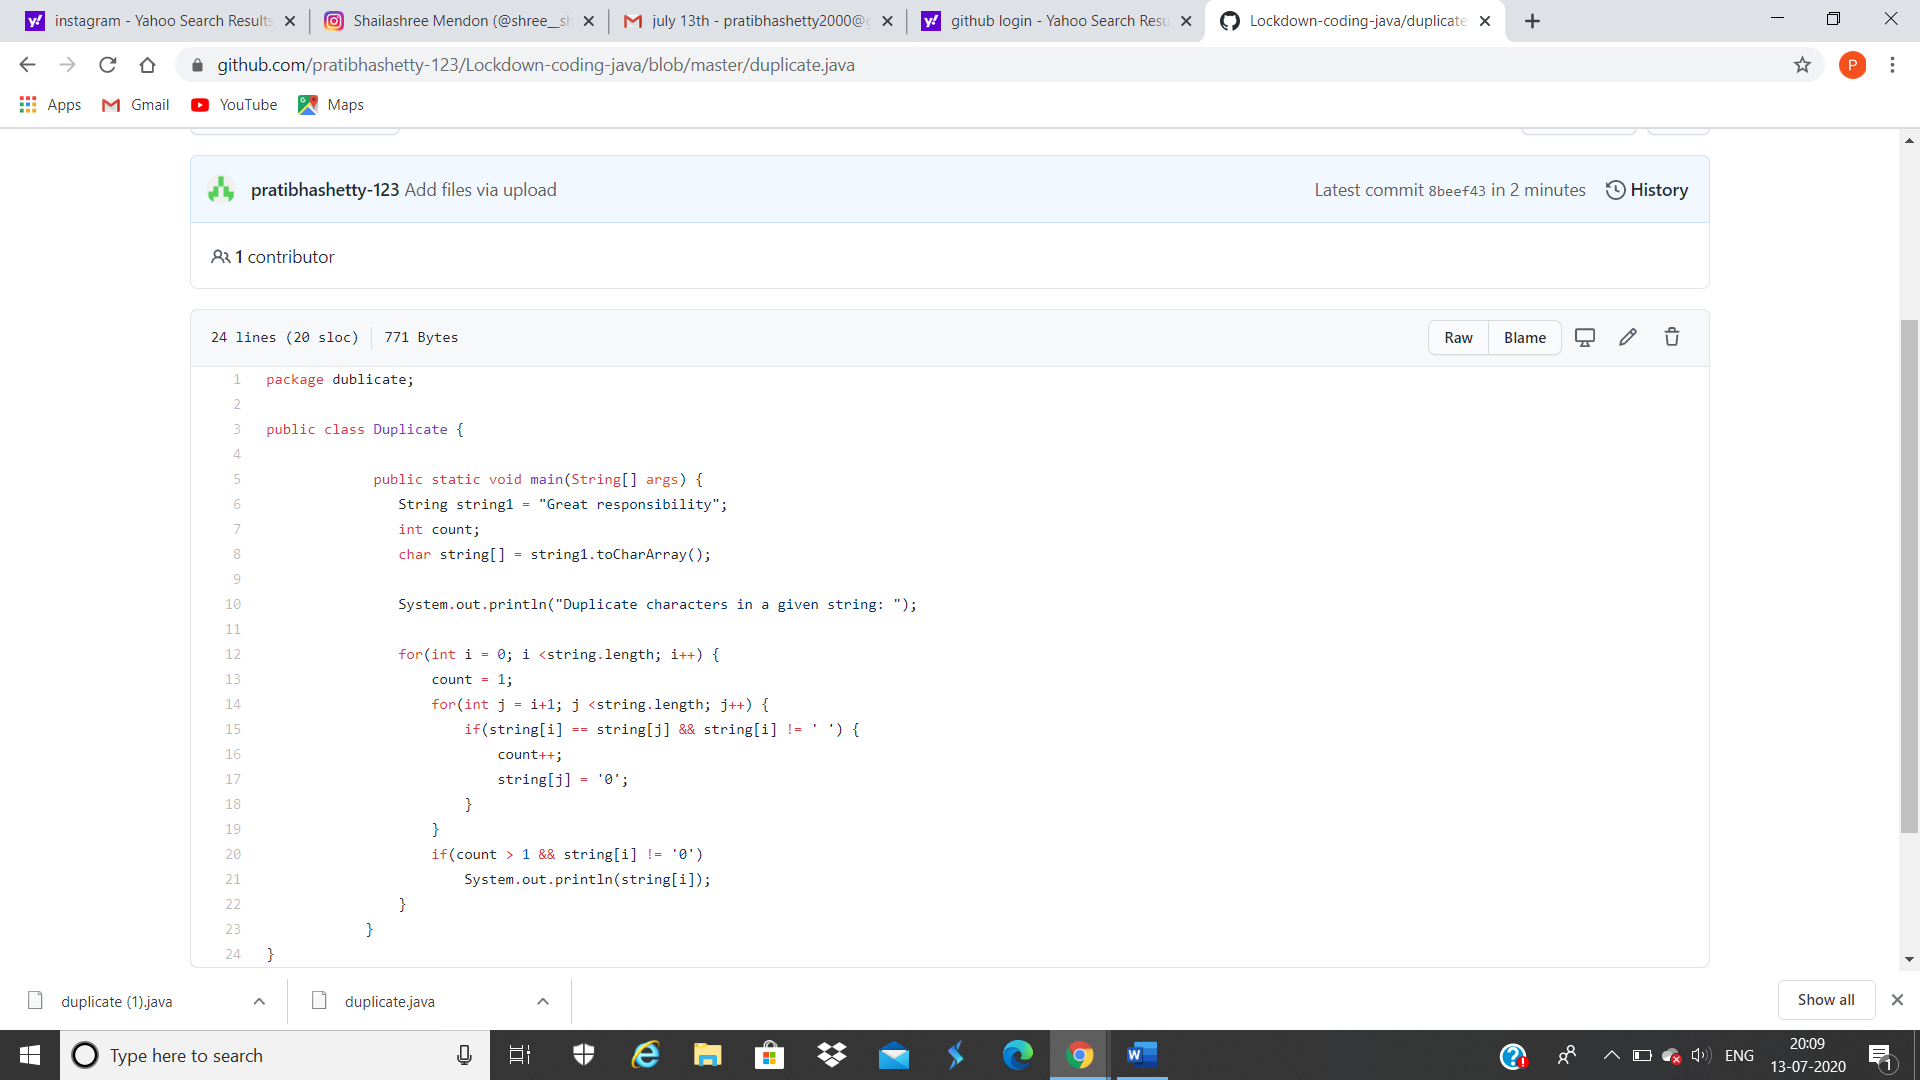 instagram - Yahoo Search Results
Shailashree Mendon (@shree__sh
july 13th - pratibhashetty2000@g
github login - Yahoo Search Resu
Lockdown-coding-java/duplicate
github.com/pratibhashetty-123/Lockdown-coding-java/blob/master/duplicate.java
P
Apps Gmail YouTube Maps
pratibhashetty-123 Add files via upload
Latest commit 8beef43 in 2 minutes History
1 contributor
24 lines (20 sloc) 771 Bytes
Raw Blame
1 package dublicate;
2
3 public class Duplicate {
4
5 public static void main(String[] args) {
6 String string1 = "Great responsibility";
7 int count;
8 char string[] = string1.toCharArray();
9
10 System.out.println("Duplicate characters in a given string: ");
11
12 for(int i = 0; i <string.length; i++) {
13 count = 1;
14 for(int j = i+1; j <string.length; j++) {
15 if(string[i] == string[j] && string[i] != ' ') {
16 count++;
17 string[j] = '0';
18 }
19 }
20 if(count > 1 && string[i] != '0')
21 System.out.println(string[i]);
22 }
23 }
24 }
duplicate (1).java
duplicate.java
Show all
Type here to search
ENG
20:09
13-07-2020
1